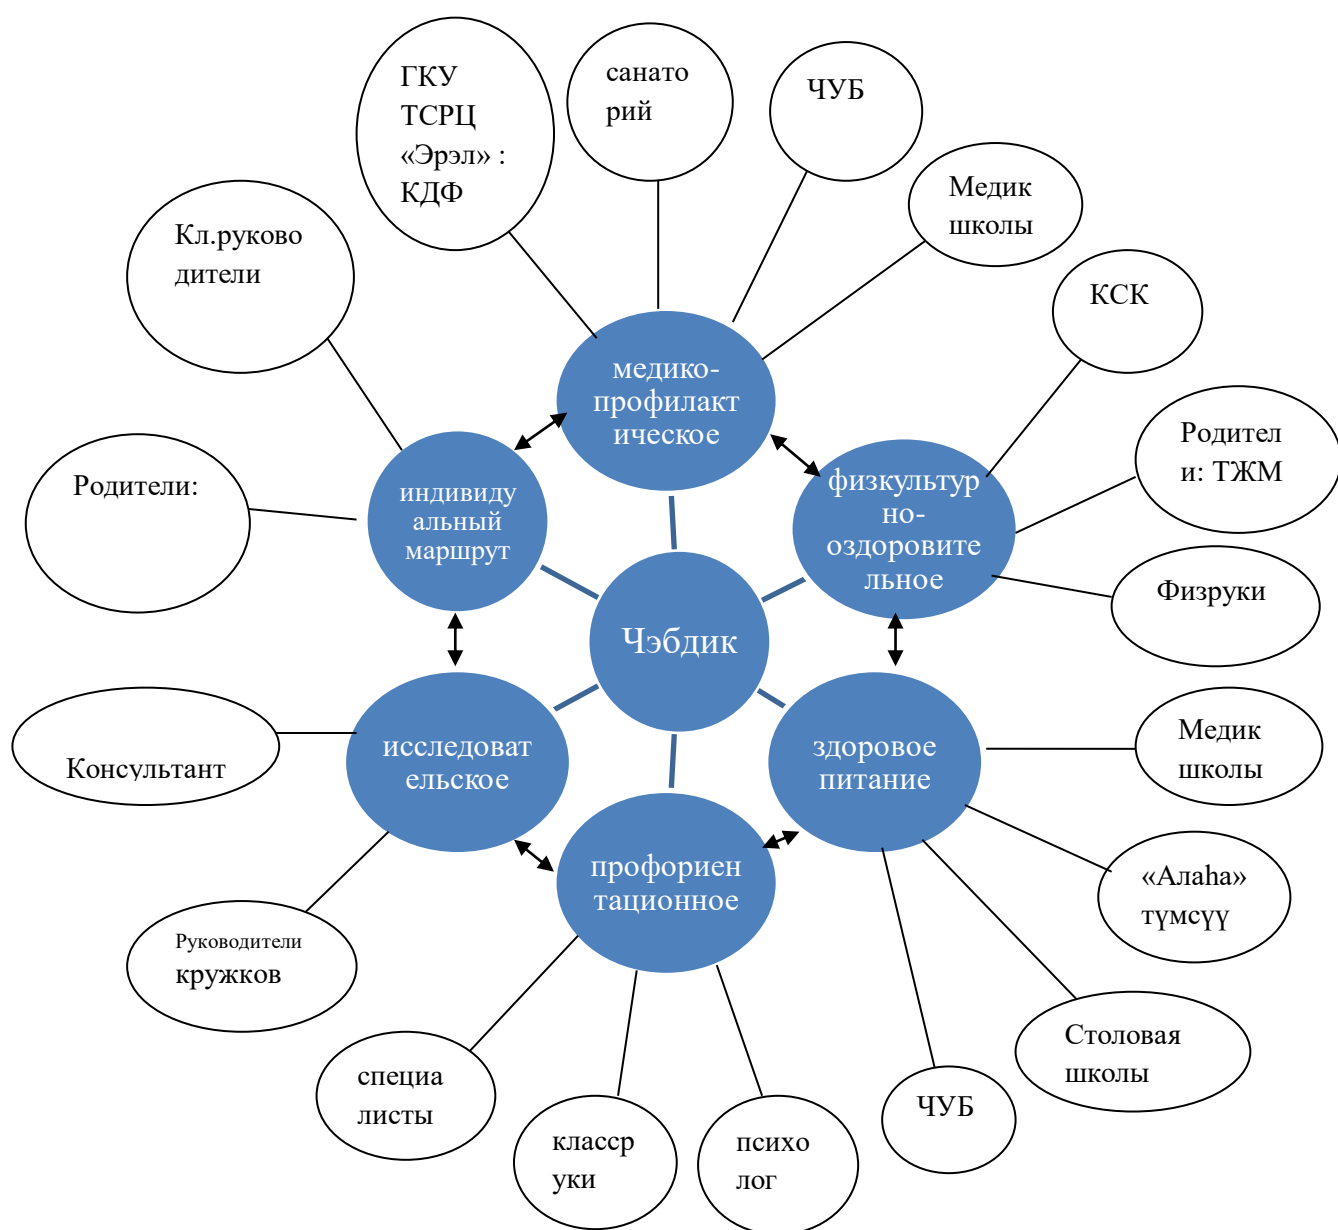 ГКУ
ТСРЦ
«Эрэл» :
КДФ
санато
рий
ЧУБ
Медик
школы
Кл.руково
дители
КСК
медико-
профилакт
ическое
Родител
и: ТЖМ
Родители:
индивиду
альный
маршрут
физкультур
но-
оздоровите
льное
Физруки
Чэбдик
Консультант
исследоват
ельское
здоровое
питание
Медик
школы
профориен
тационное
«Алаһа»
түмсүү
Руководители
кружков
Столовая
школы
специа
листы
ЧУБ
класср
уки
психо
лог